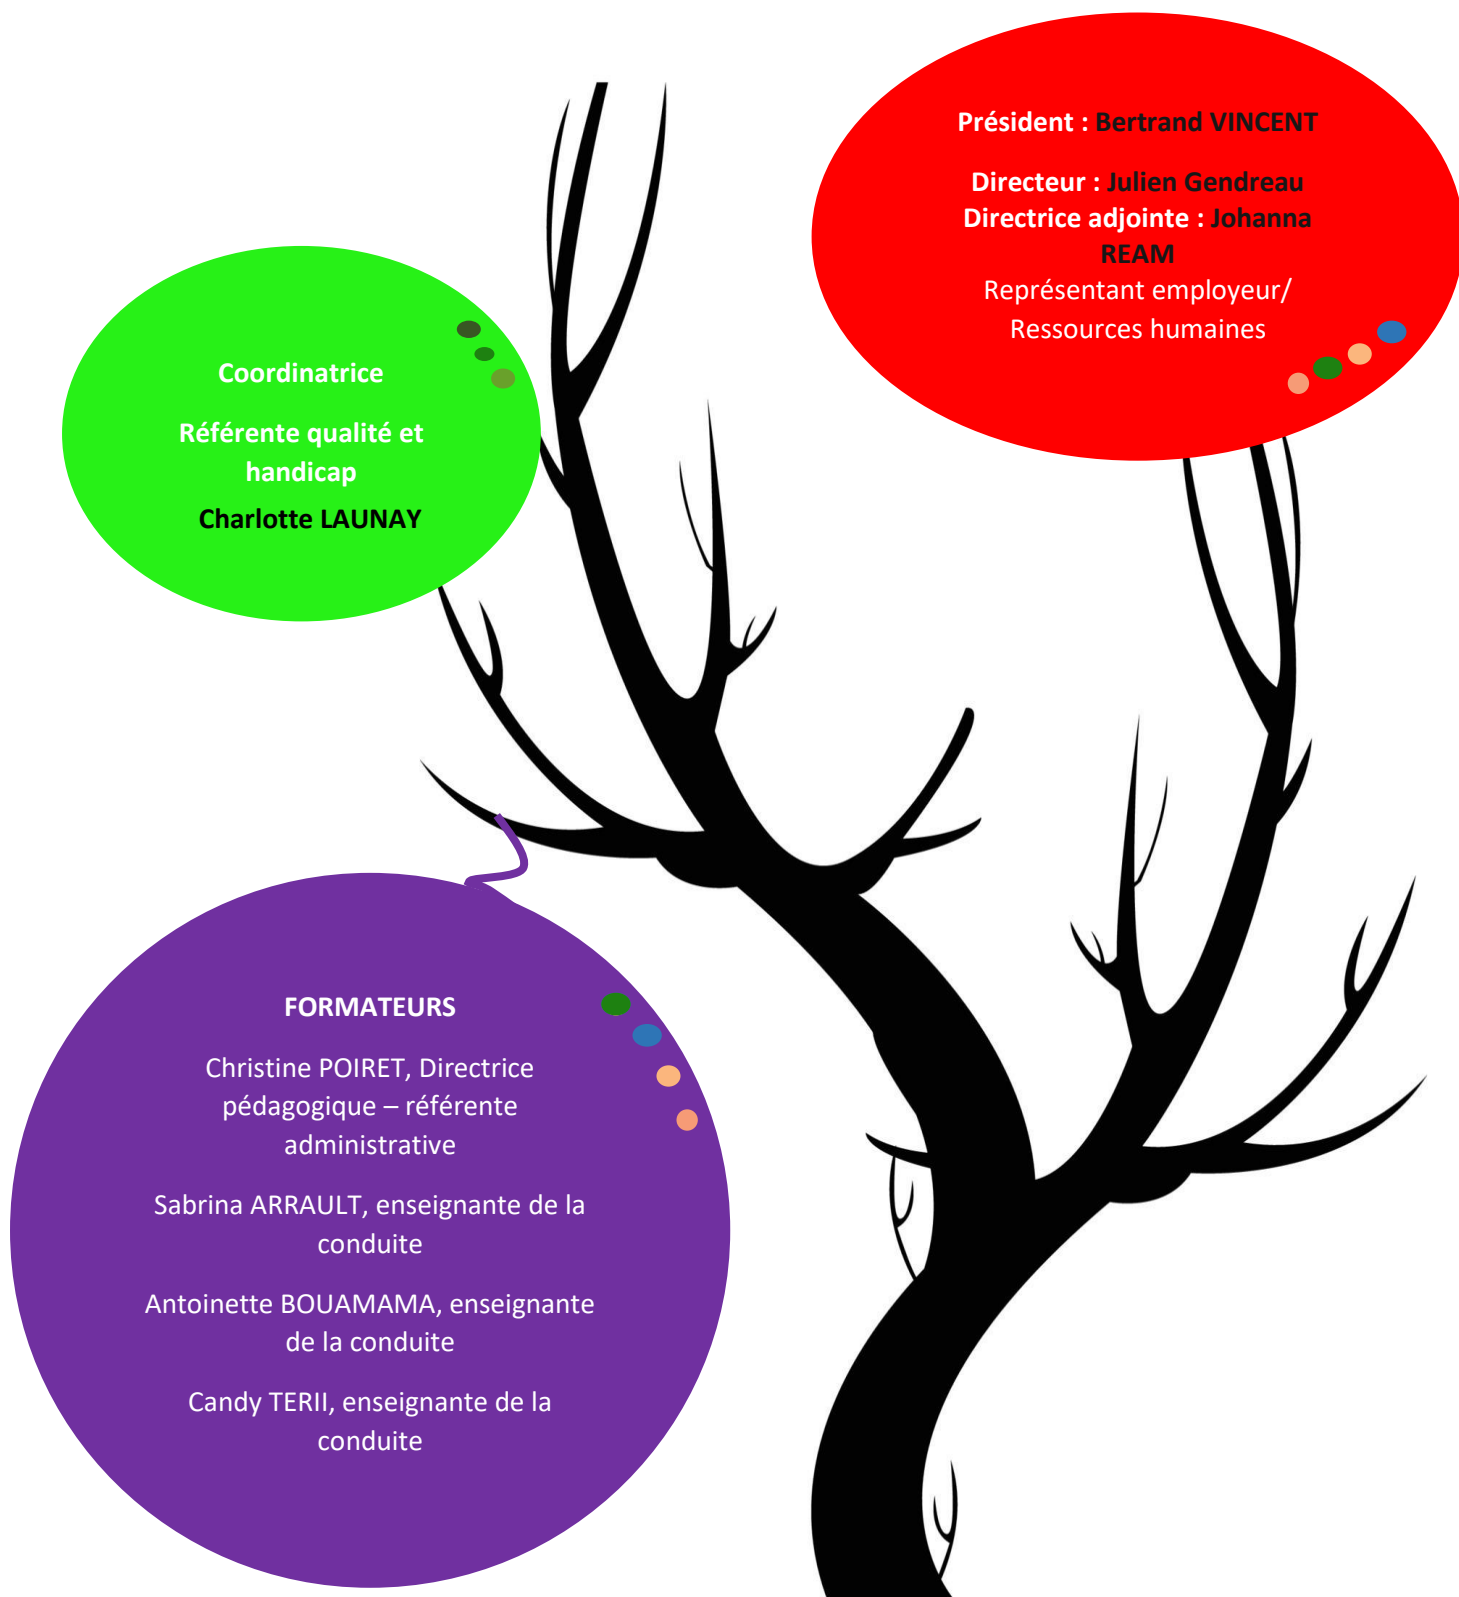 Président : Bertrand VINCENT
Directeur : Julien Gendreau
Directrice adjointe : Johanna
REAM
Représentant employeur/
Ressources humaines
Coordinatrice
Référente qualité et
handicap
Charlotte LAUNAY
FORMATEURS
Christine POIRET, Directrice
pédagogique – référente
administrative
Sabrina ARRAULT, enseignante de la
conduite
Antoinette BOUAMAMA, enseignante
de la conduite
Candy TERII, enseignante de la
conduite